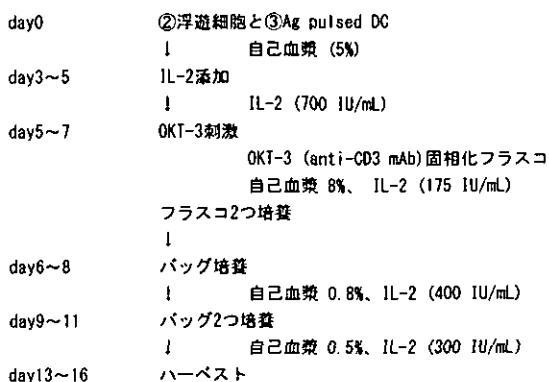 day0 ②浮遊細胞と③Ag pulsed DC
↓ 自己血漿 (5%)
day3～5 IL-2添加
↓ IL-2 (700 IU/mL)
day5～7 OKT-3刺激
OKT-3 (anti-CD3 mAb)固相化フラスコ
自己血漿 8%、 IL-2 (175 IU/mL)
フラスコ2つ培養
↓
day6～8 バッグ培養
↓ 自己血漿 0.8%、IL-2 (400 IU/mL)
day9～11 バッグ2つ培養
↓ 自己血漿 0.5%、IL-2 (300 IU/mL)
day13～16 ハーベスト